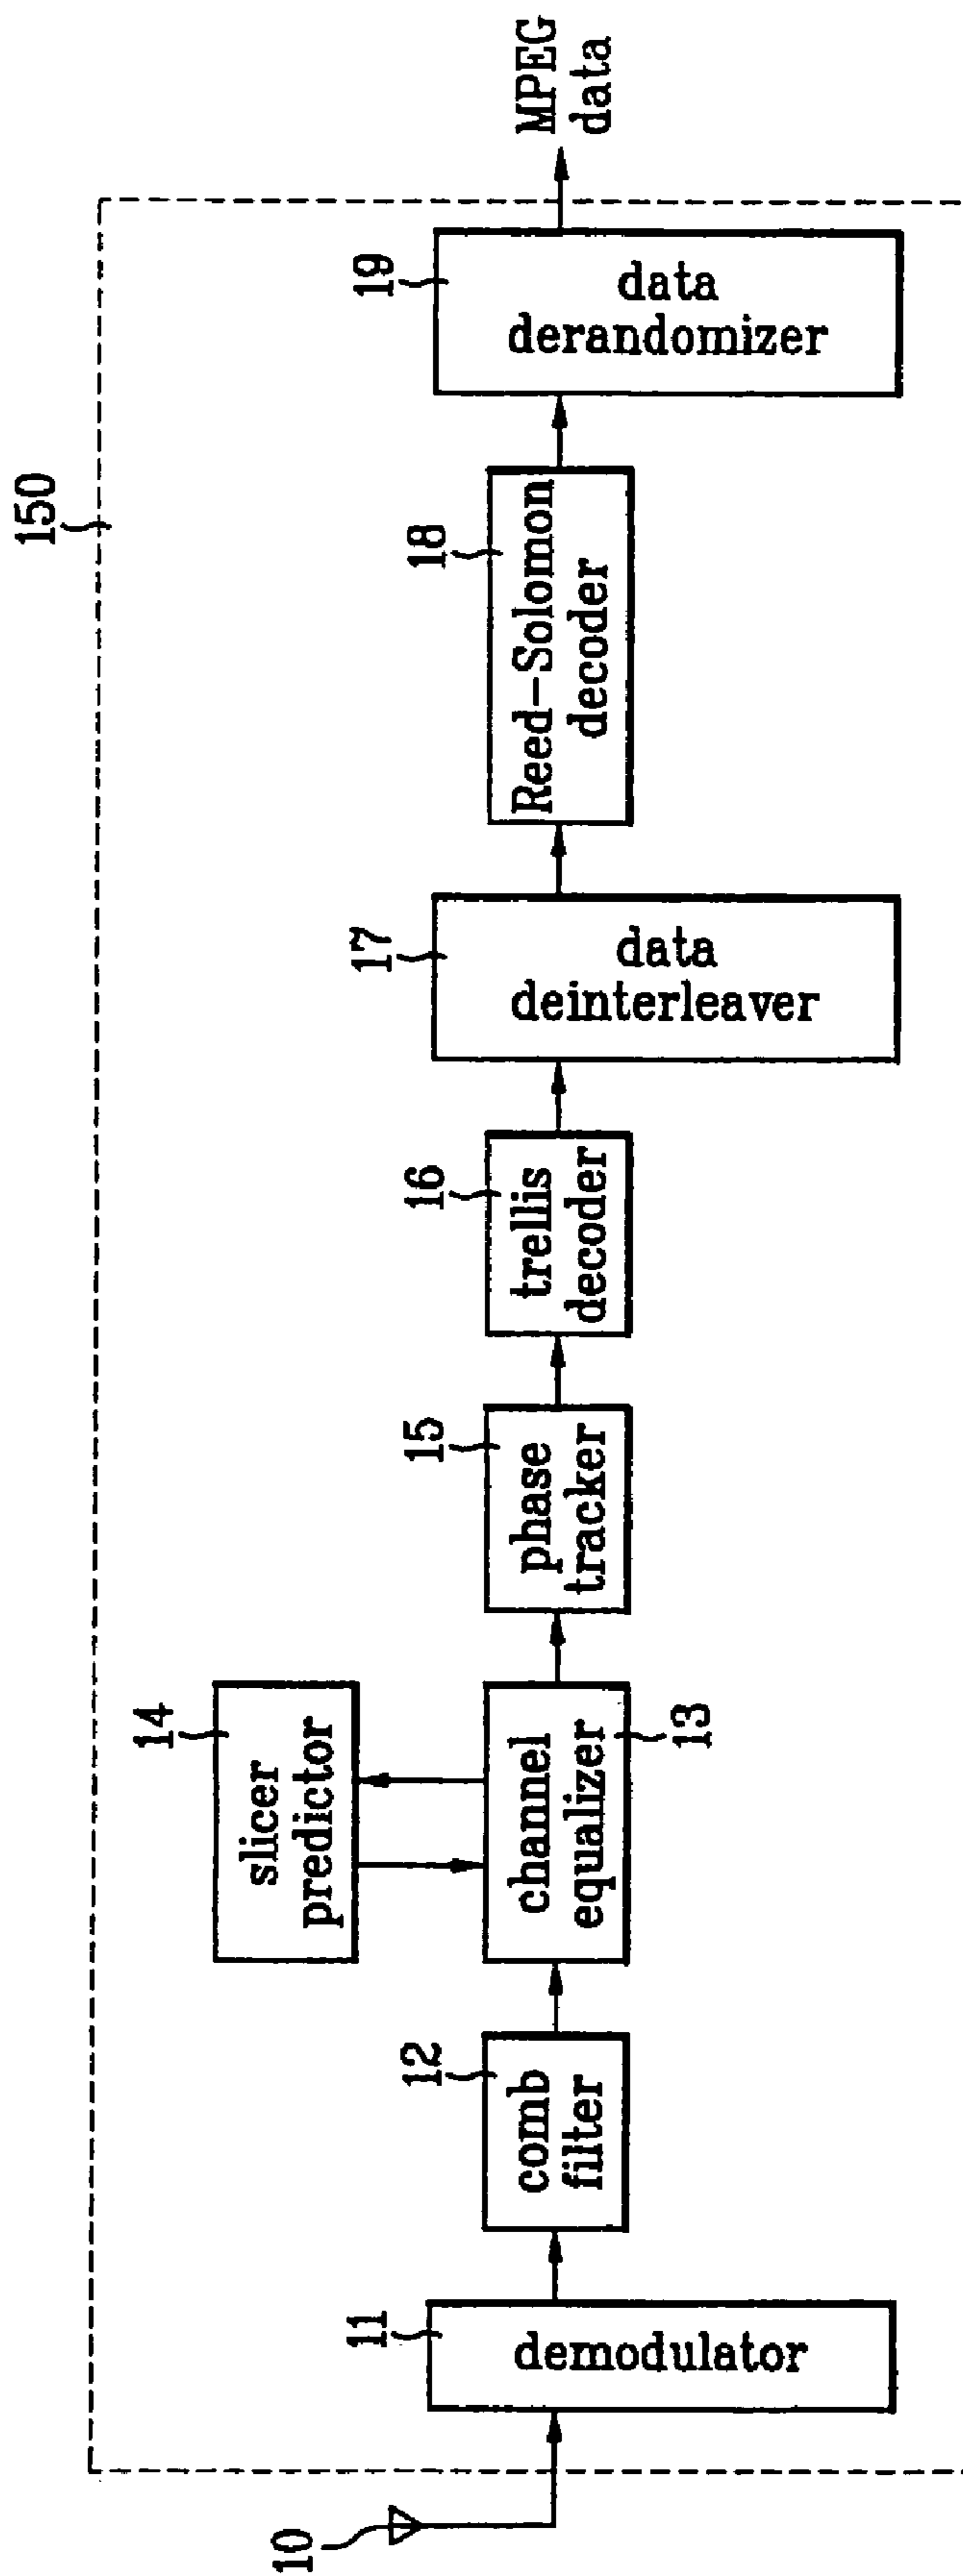 150
10
11
demodulator
12
comb
filter
14
slicer
predictor
channel
equalizer
13
15
phase
tracker
16
trellis
decoder
17
data
deinterleaver
18
Reed-Solomon
decoder
19
data
derandomizer
MPEG
data